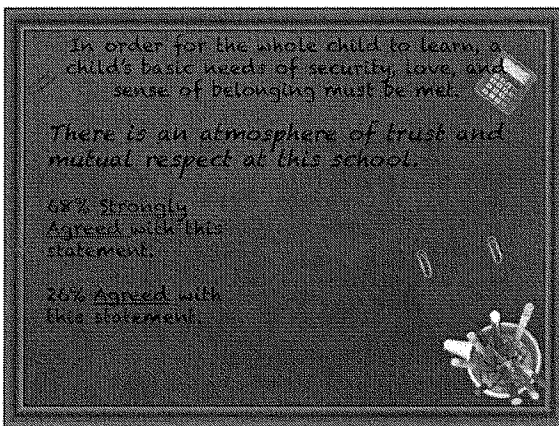 In order for the whole child to learn, a
child's basic needs of security, love, and
sense of belonging must be met.
There is an atmosphere of trust and
mutual respect at this school.
68% Strongly
Agreed with this
statement.
26% Agreed with
this statement.